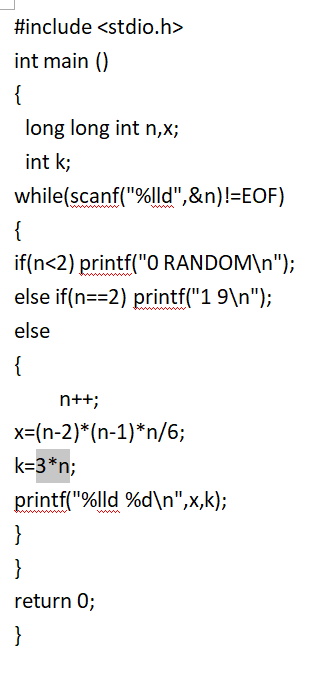 #include <stdio.h>
int main ()
{
long long int n,x;
int k;
while(scanf("%lld",&n)!=EOF)
{
if(n<2) printf("0 RANDOM\n");
else if(n==2) printf("1 9\n");
else
{
n++;
x=(n-2)*(n-1)*n/6;
k=3*n;
printf("%lld %d\n",x,k);
}
}
return 0;
}